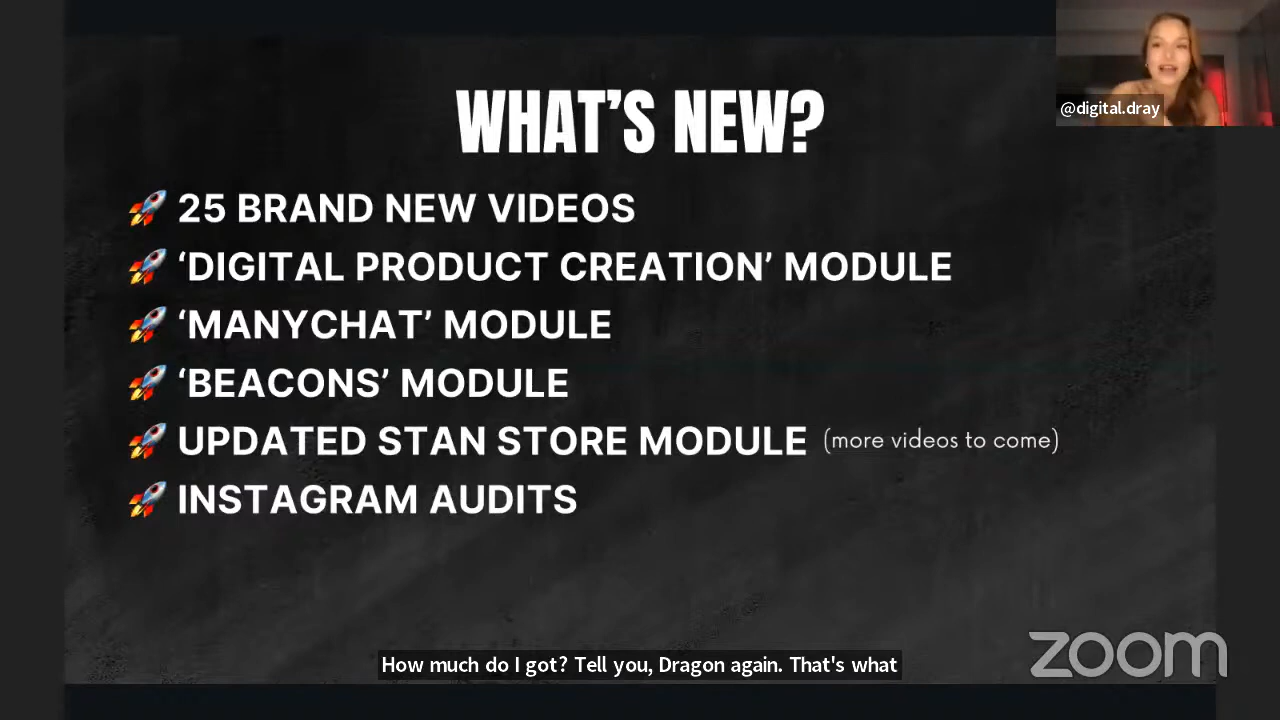 WHAT'S NEW?
@digital.dray
🚀 25 BRAND NEW VIDEOS
🚀 ‘DIGITAL PRODUCT CREATION’ MODULE
🚀 ‘MANYCHAT’ MODULE
🚀 ‘BEACONS’ MODULE
🚀 UPDATED STAN STORE MODULE (more videos to come)
🚀 INSTAGRAM AUDITS
How much do I got? Tell you, Dragon again. That's what
zoom